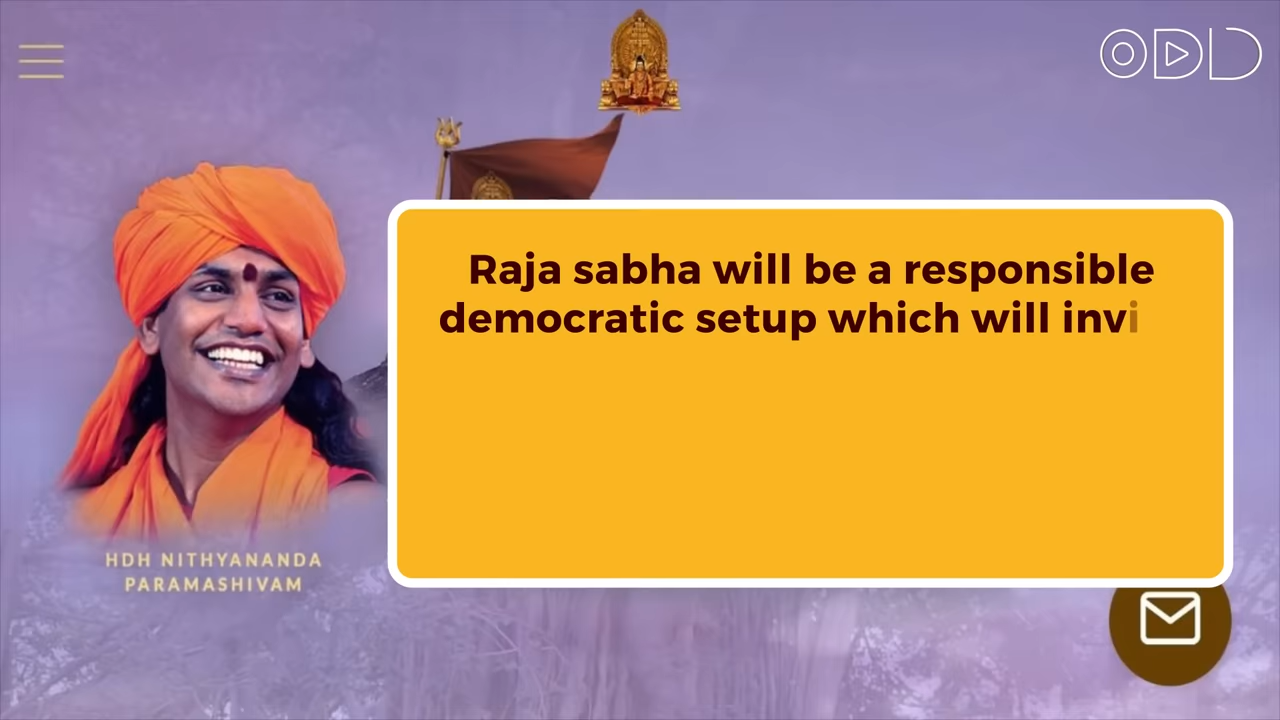 ODD
Raja sabha will be a responsible
democratic setup which will invi
HDH NITHYANANDA
PARAMASHIVAM